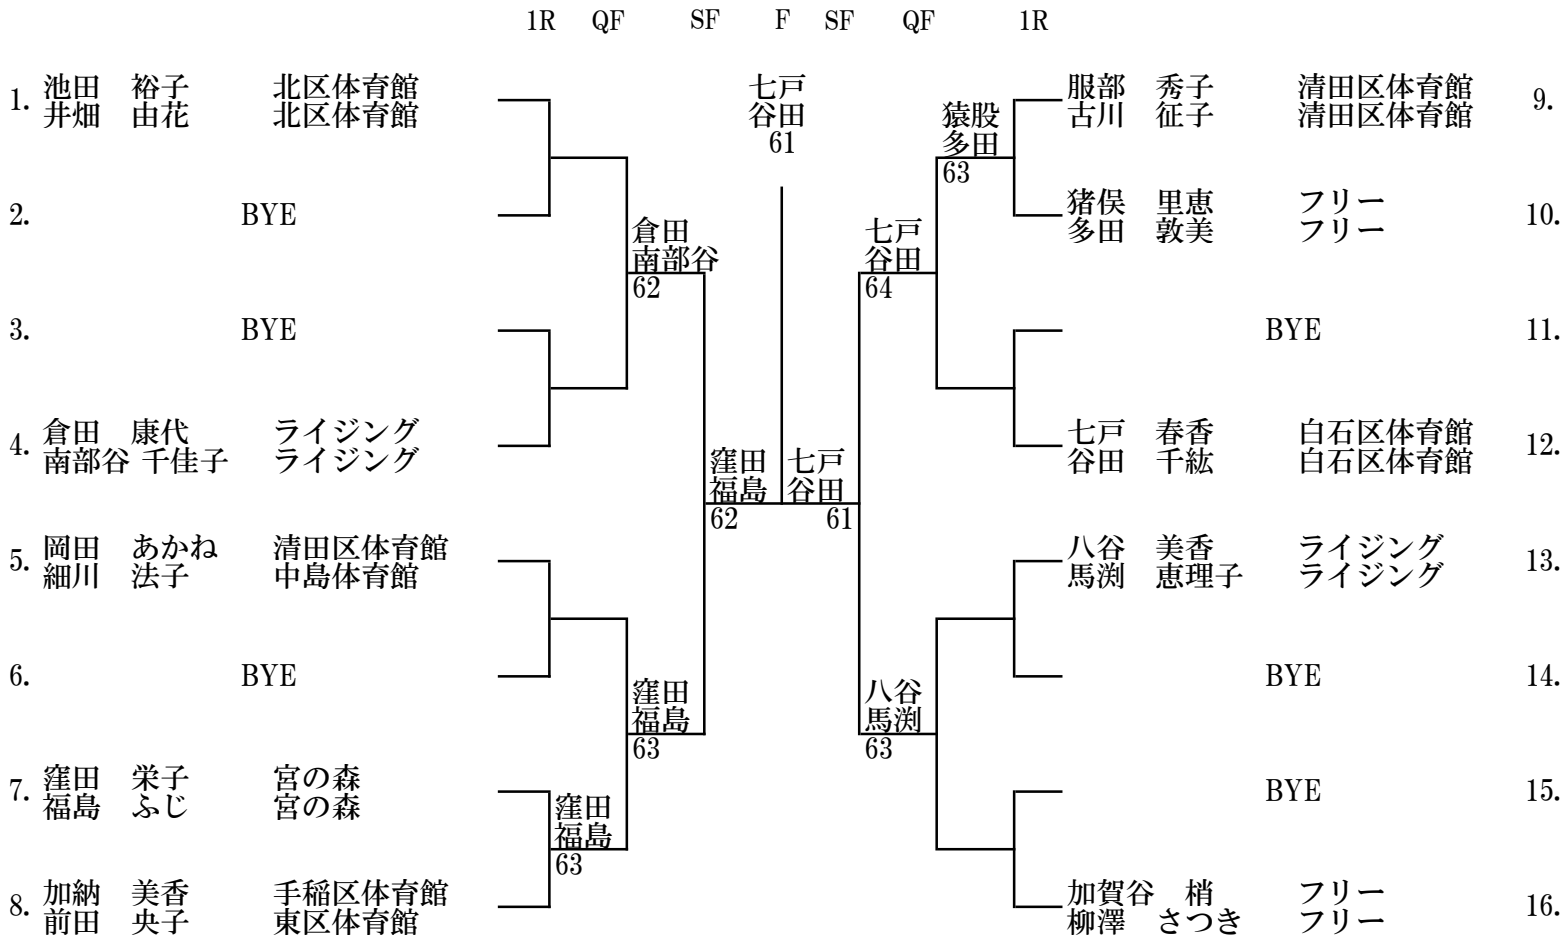 1R QF SF F SF QF 1R
1. 池田 裕子 北区体育館
井畑 由花 北区体育館
2. BYE
3. BYE
4. 倉田 康代 ライジング
南部谷 千佳子 ライジング
5. 岡田 あかね 清田区体育館
細川 法子 中島体育館
6. BYE
7. 窪田 栄子 宮の森
福島 ふじ 宮の森
8. 加納 美香 手稲区体育館
前田 央子 東区体育館
窪田
福島
63
倉田
南部谷
62
窪田
福島
63
窪田
福島
62
七戸
谷田
61
七戸
谷田
61
七戸
谷田
64
八谷
馬渕
63
猿股
多田
63
服部 秀子 清田区体育館 9.
古川 征子 清田区体育館
猪俣 里恵 フリー 10.
多田 敦美 フリー
BYE 11.
七戸 春香 白石区体育館 12.
谷田 千紘 白石区体育館
八谷 美香 ライジング 13.
馬渕 恵理子 ライジング
BYE 14.
BYE 15.
加賀谷 梢 フリー 16.
柳澤 さつき フリー